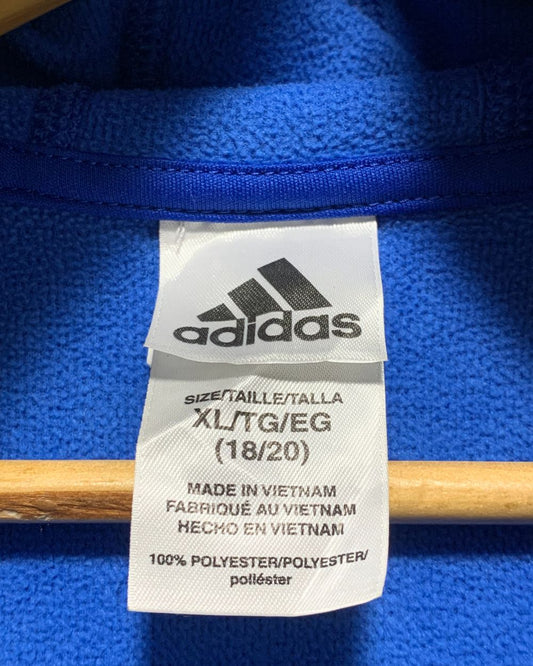 adidas
SIZE/TAILLE/TALLA
XL/TG/EG
(18/20)
MADE IN VIETNAM
FABRIQUÉ AU VIETNAM
HECHO EN VIETNAM
100% POLYESTER/POLYESTER/
poliéster